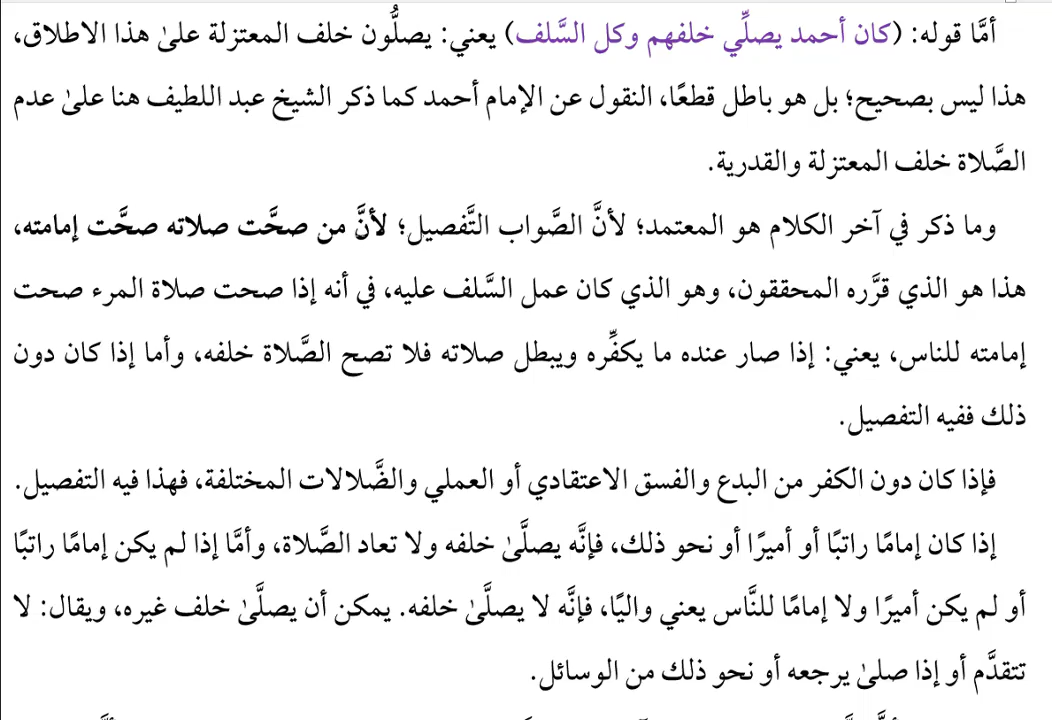 أمَّا قوله: (كان أحمد يصلِّي خلفهم وكل السَّلف) يعني: يصلُّون خلف المعتزلة علىٰ هذا الاطلاق،
هذا ليس بصحيح؛ بل هو باطل قطعًا، النقول عن الإمام أحمد كما ذكر الشيخ عبد اللطيف هنا علىٰ عدم
الصَّلاة خلف المعتزلة والقدرية.
وما ذكر في آخر الكلام هو المعتمد؛ لأنَّ الصَّواب التَّفصيل؛ لأنَّ من صحَّت صلاته صحَّت إمامته،
هذا هو الذي قرَّره المحققون، وهو الذي كان عمل السَّلف عليه، في أنه إذا صحت صلاة المرء صحت
إمامته للناس، يعني: إذا صار عنده ما يكفِّره ويبطل صلاته فلا تصح الصَّلاة خلفه، وأما إذا كان دون
ذلك ففيه التفصيل.
فإذا كان دون الكفر من البدع والفسق الاعتقادي أو العملي والضَّلالات المختلفة، فهذا فيه التفصيل.
إذا كان إمامًا راتبًا أو أميرًا أو نحو ذلك، فإنَّه يصلَّىٰ خلفه ولا تعاد الصَّلاة، وأمَّا إذا لم يكن إمامًا راتبًا
أو لم يكن أميرًا ولا إمامًا للنَّاس يعني واليًا، فإنَّه لا يصلَّىٰ خلفه. يمكن أن يصلَّىٰ خلف غيره، ويقال: لا
تتقدَّم أو إذا صلىٰ يرجعه أو نحو ذلك من الوسائل.